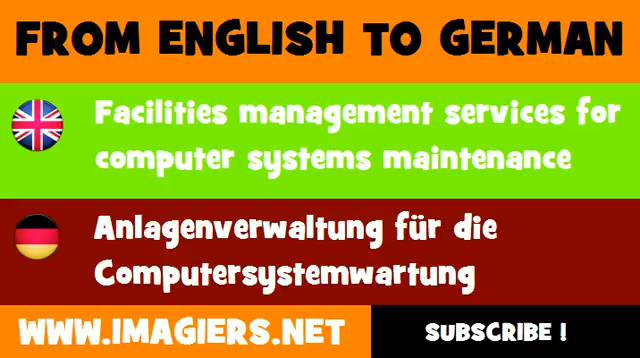 FROM ENGLISH TO GERMAN
Facilities management services for
computer systems maintenance
Anlagenverwaltung für die
Computersystemwartung
WWW.IMAGIERS.NET
SUBSCRIBE !